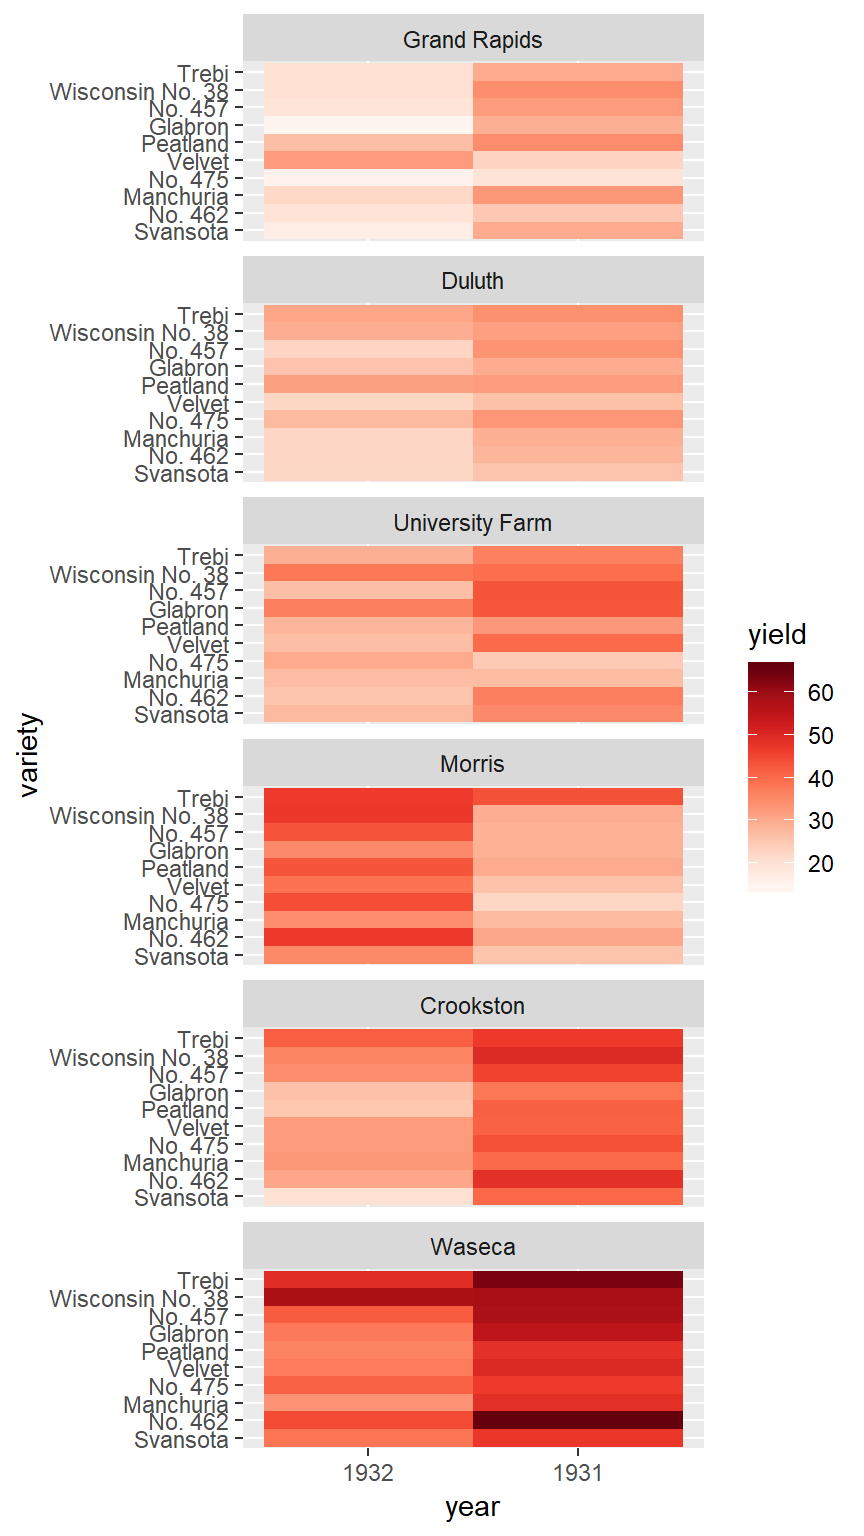 Grand Rapids
Trebi
Wisconsin No. 38
No. 457
Glabron
Peatland
Velvet
No. 475
Manchuria
No. 462
Svansota
Duluth
Trebi
Wisconsin No. 38
No. 457
Glabron
Peatland
Velvet
No. 475
Manchuria
No. 462
Svansota
University Farm
Trebi
Wisconsin No. 38
No. 457
Glabron
Peatland
Velvet
No. 475
Manchuria
No. 462
Svansota
Morris
Trebi
Wisconsin No. 38
No. 457
Glabron
Peatland
Velvet
No. 475
Manchuria
No. 462
Svansota
Crookston
Trebi
Wisconsin No. 38
No. 457
Glabron
Peatland
Velvet
No. 475
Manchuria
No. 462
Svansota
Waseca
Trebi
Wisconsin No. 38
No. 457
Glabron
Peatland
Velvet
No. 475
Manchuria
No. 462
Svansota
1932 1931
year
variety
yield
60
50
40
30
20